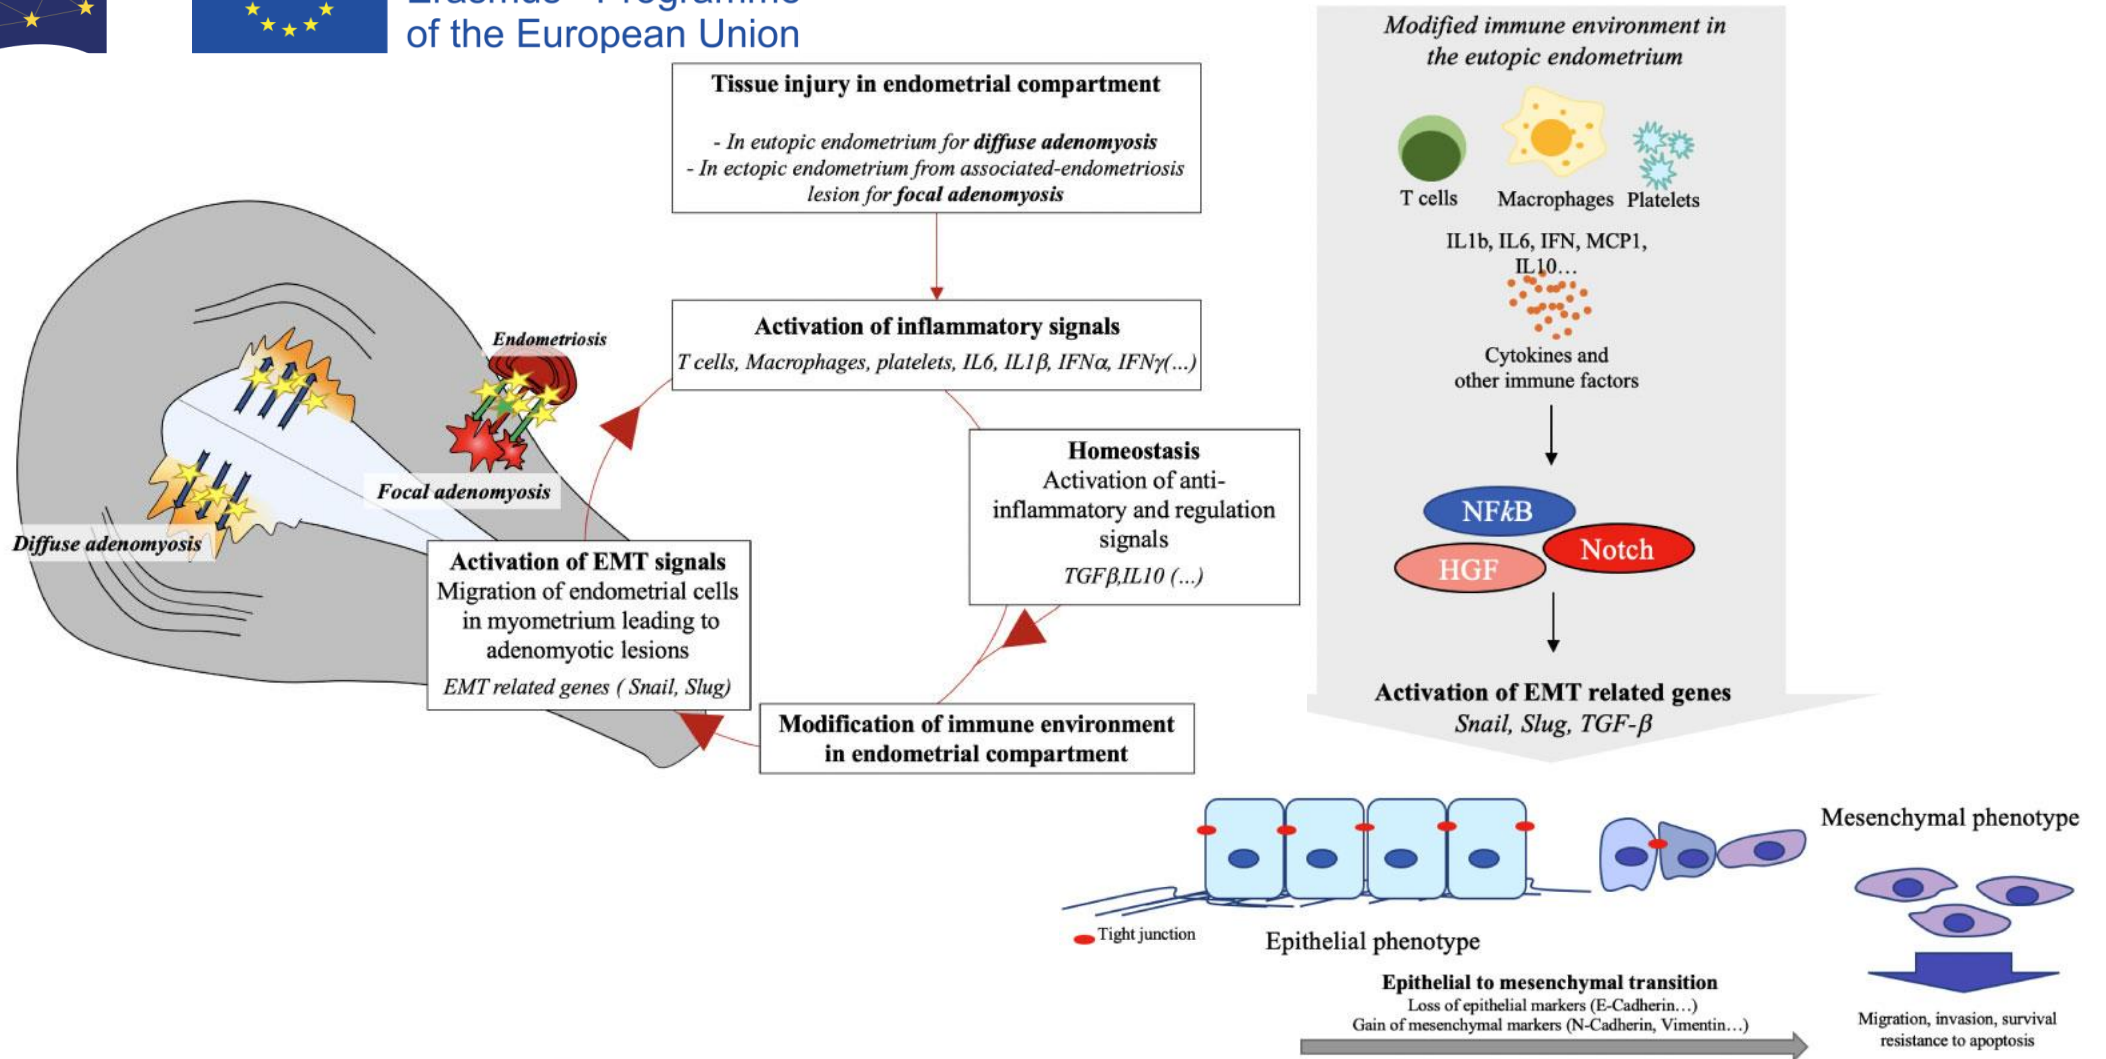 Erasmus+ Programme
of the European Union
Tissue injury in endometrial compartment
- In eutopic endometrium for diffuse adenomyosis
- In ectopic endometrium from associated-endometriosis
lesion for focal adenomyosis
Activation of inflammatory signals
T cells, Macrophages, platelets, IL6, IL1β, IFNα, IFNγ(...)
Homeostasis
Activation of anti-
inflammatory and regulation
signals
TGFβ,IL10 (...)
Modification of immune environment
in endometrial compartment
Activation of EMT signals
Migration of endometrial cells
in myometrium leading to
adenomyotic lesions
EMT related genes ( Snail, Slug)
Endometriosis
Focal adenomyosis
Diffuse adenomyosis
Modified immune environment in
the eutopic endometrium
T cells
Macrophages
Platelets
IL1b, IL6, IFN, MCP1,
IL10…
Cytokines and
other immune factors
NFkB
Notch
HGF
Activation of EMT related genes
Snail, Slug, TGF-β
Mesenchymal phenotype
Tight junction
Epithelial phenotype
Epithelial to mesenchymal transition
Loss of epithelial markers (E-Cadherin…)
Gain of mesenchymal markers (N-Cadherin, Vimentin…)
Migration, invasion, survival
resistance to apoptosis